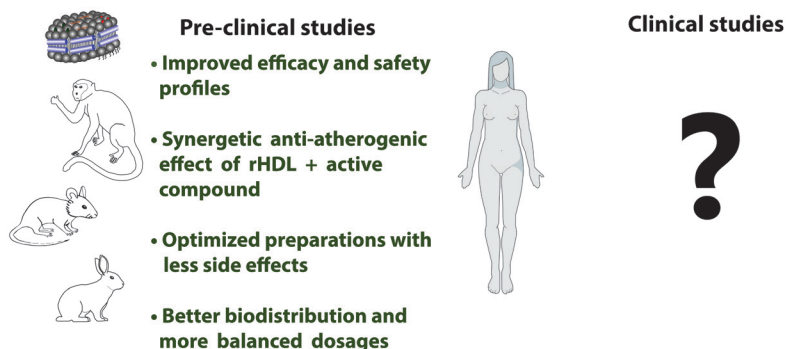 Pre-clinical studies
• Improved efficacy and safety
profiles
• Synergetic anti-atherogenic
effect of rHDL + active
compound
• Optimized preparations with
less side effects
• Better biodistribution and
more balanced dosages
Clinical studies
?